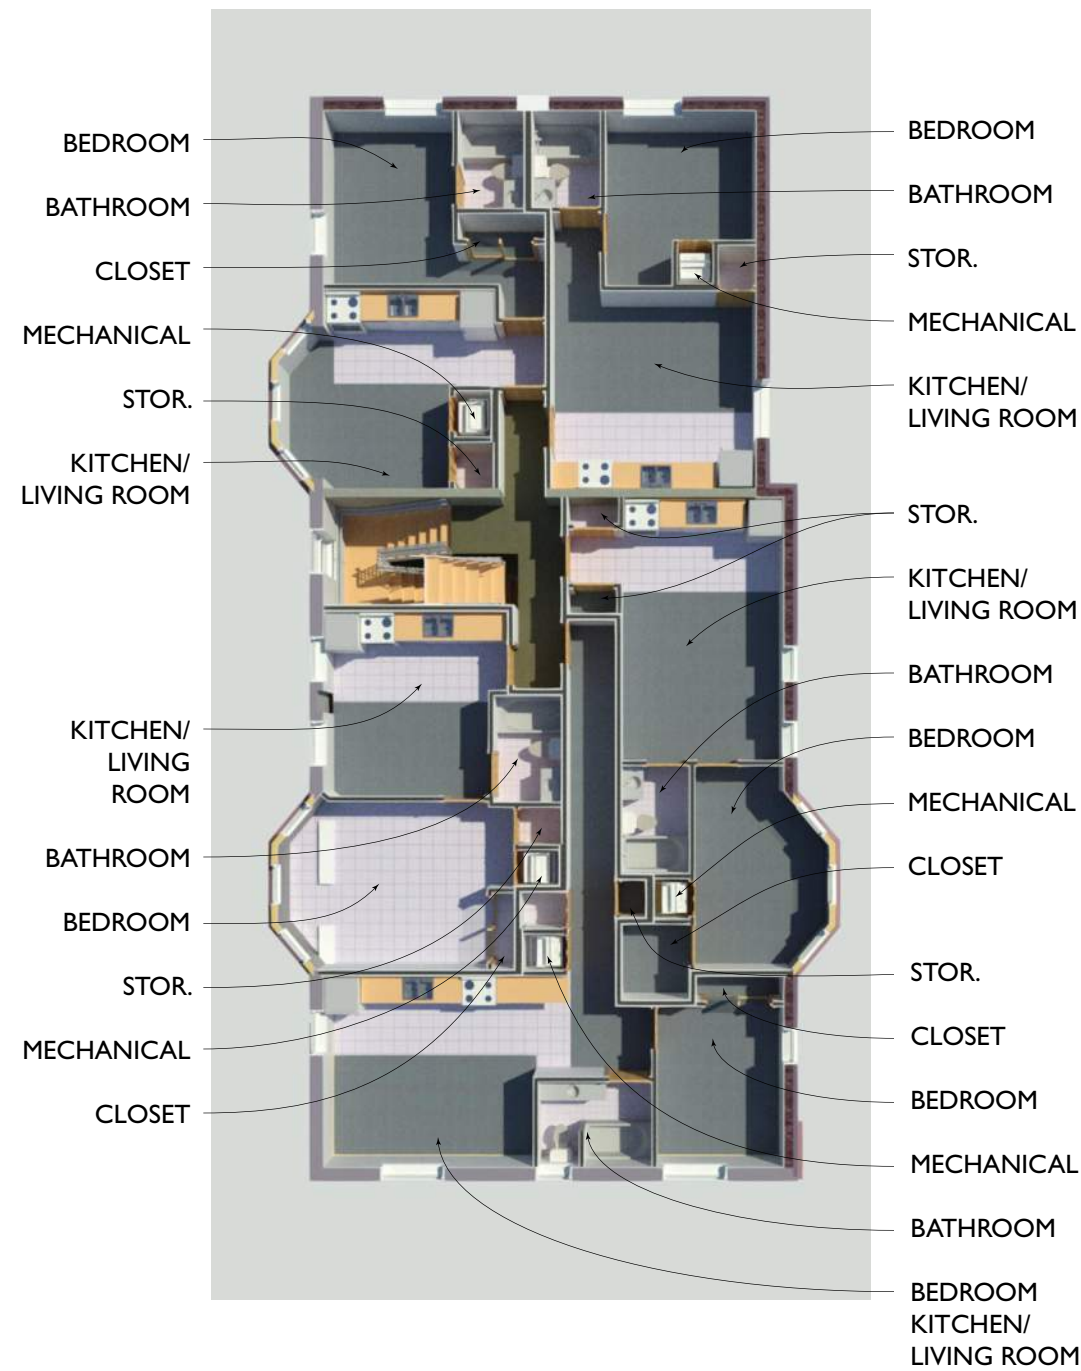 BEDROOM
BATHROOM
CLOSET
MECHANICAL
STOR.
KITCHEN/
LIVING ROOM
KITCHEN/
LIVING
ROOM
BATHROOM
BEDROOM
STOR.
MECHANICAL
CLOSET
BEDROOM
BATHROOM
STOR.
MECHANICAL
KITCHEN/
LIVING ROOM
STOR.
KITCHEN/
LIVING ROOM
BATHROOM
BEDROOM
MECHANICAL
CLOSET
STOR.
CLOSET
BEDROOM
MECHANICAL
BATHROOM
BEDROOM
KITCHEN/
LIVING ROOM